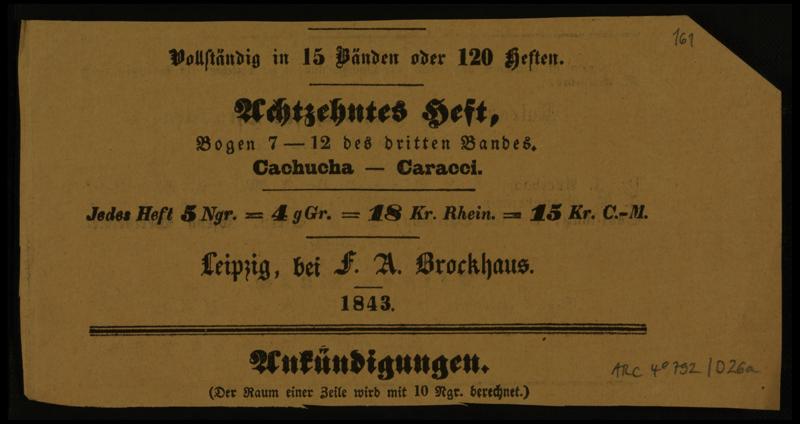 161
Vollständig in 15 Bänden oder 120 Heften.
Achtzehntes Heft,
Bogen 7 — 12 des dritten Bandes.
Cachucha — Caracci.
Jedes Heft 5 Ngr. = 4 gGr. = 18 Kr. Rhein. = 15 Kr. C.-M.
Leipzig, bei F. A. Brockhaus.
1843.
Ankündigungen.
(Der Raum einer Zeile wird mit 10 Ngr. berechnet.)
ARC 4° 792 / D26a